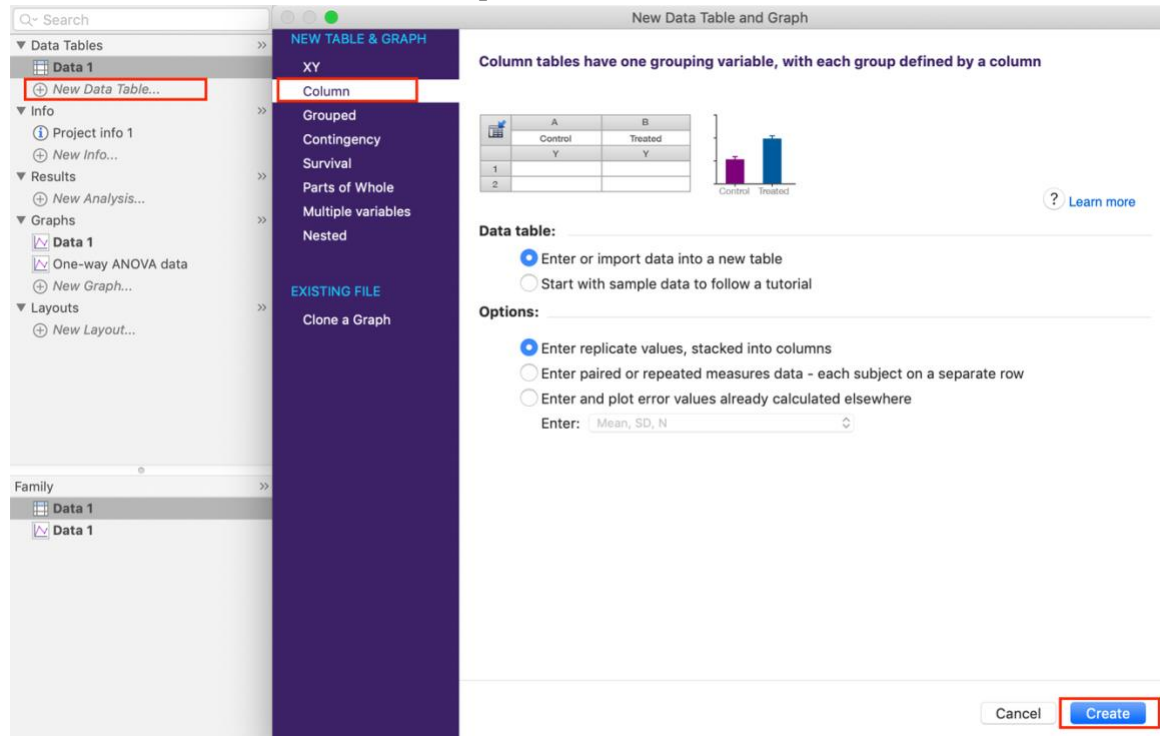 Search
Data Tables
Data 1
New Data Table...
Info
Project info 1
New Info...
Results
New Analysis...
Graphs
Data 1
One-way ANOVA data
New Graph...
Layouts
New Layout...
Family
Data 1
Data 1
New Data Table and Graph
NEW TABLE & GRAPH
XY
Column
Grouped
Contingency
Survival
Parts of Whole
Multiple variables
Nested
EXISTING FILE
Clone a Graph
Column tables have one grouping variable, with each group defined by a column
A B
Control Treated
Y Y
1
2
Control Treated
? Learn more
Data table:
Enter or import data into a new table
Start with sample data to follow a tutorial
Options:
Enter replicate values, stacked into columns
Enter paired or repeated measures data - each subject on a separate row
Enter and plot error values already calculated elsewhere
Enter: Mean, SD, N
Cancel Create